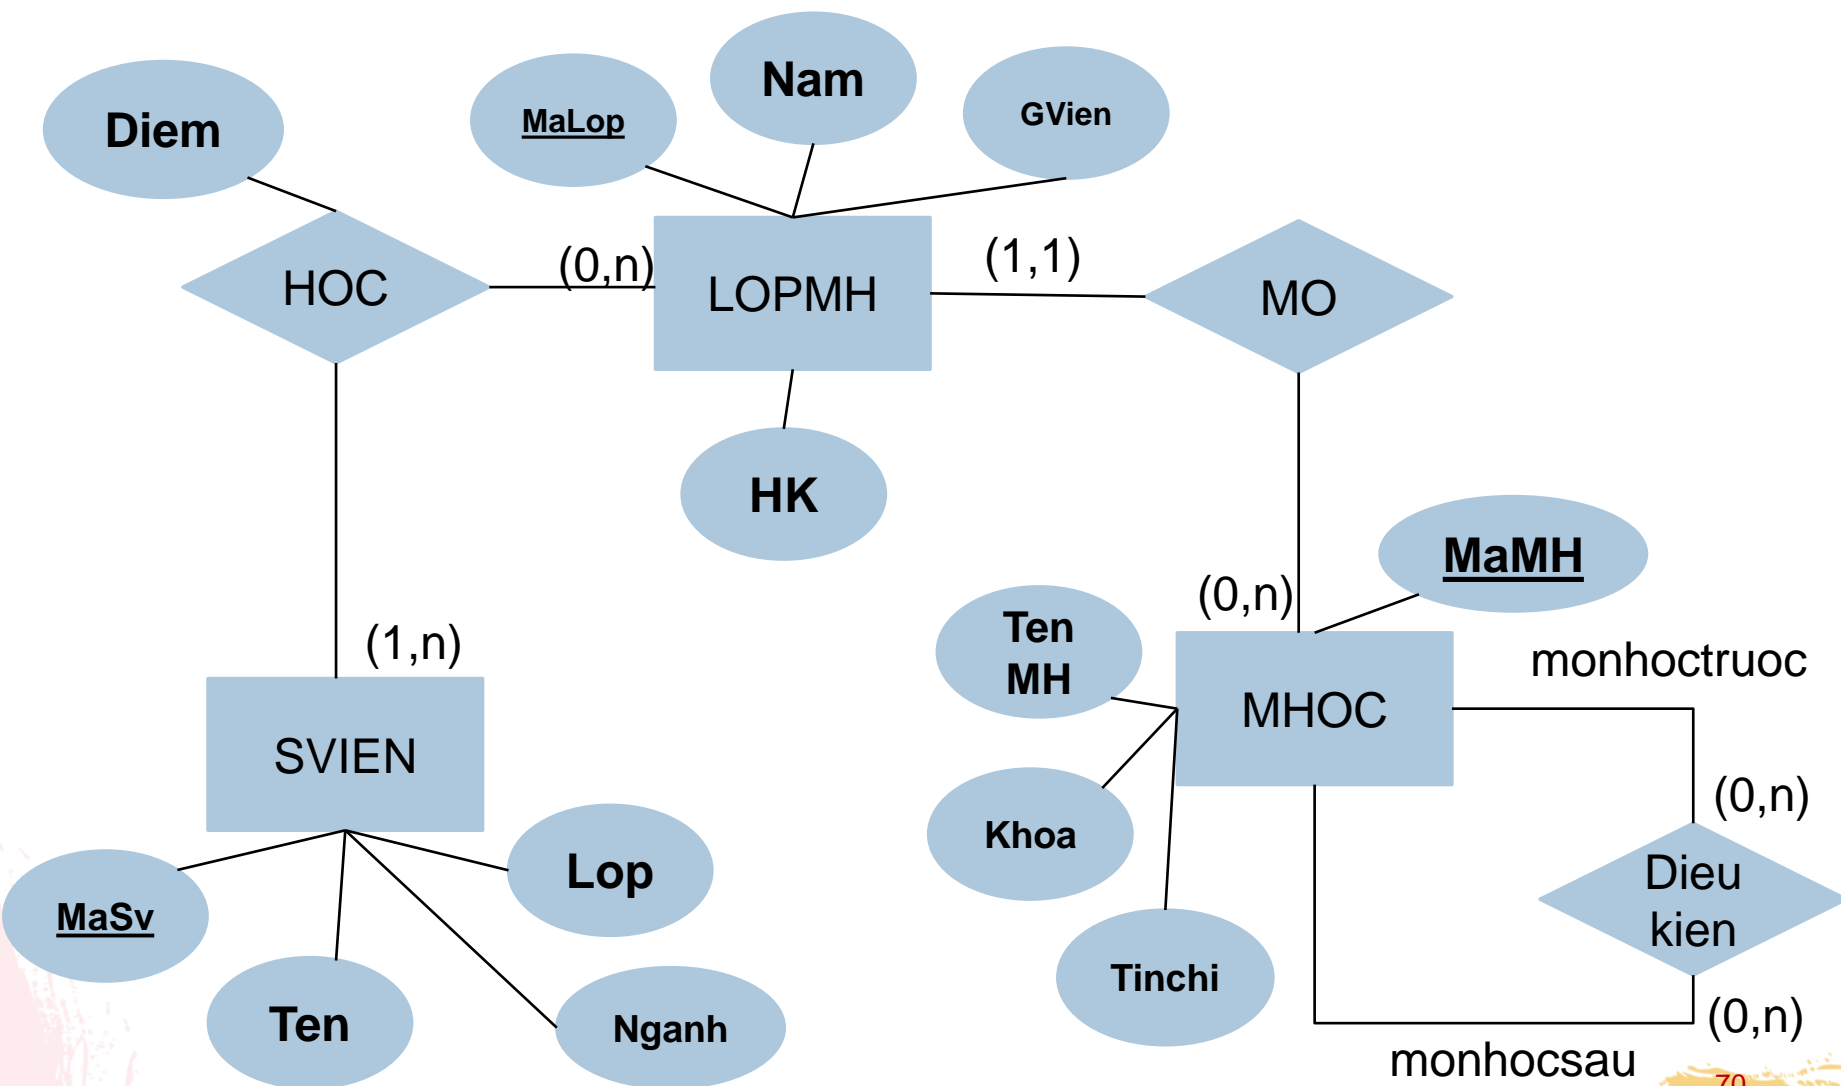 Nam
GVien
MaLop
Diem
(0,n)
(1,1)
HOC
LOPMH
MO
HK
MaMH
(0,n)
Ten
MH
(1,n)
monhoctruoc
MHOC
SVIEN
(0,n)
Khoa
Lop
Dieu
kien
MaSv
Tinchi
Ten
Nganh
(0,n)
monhocsau
70